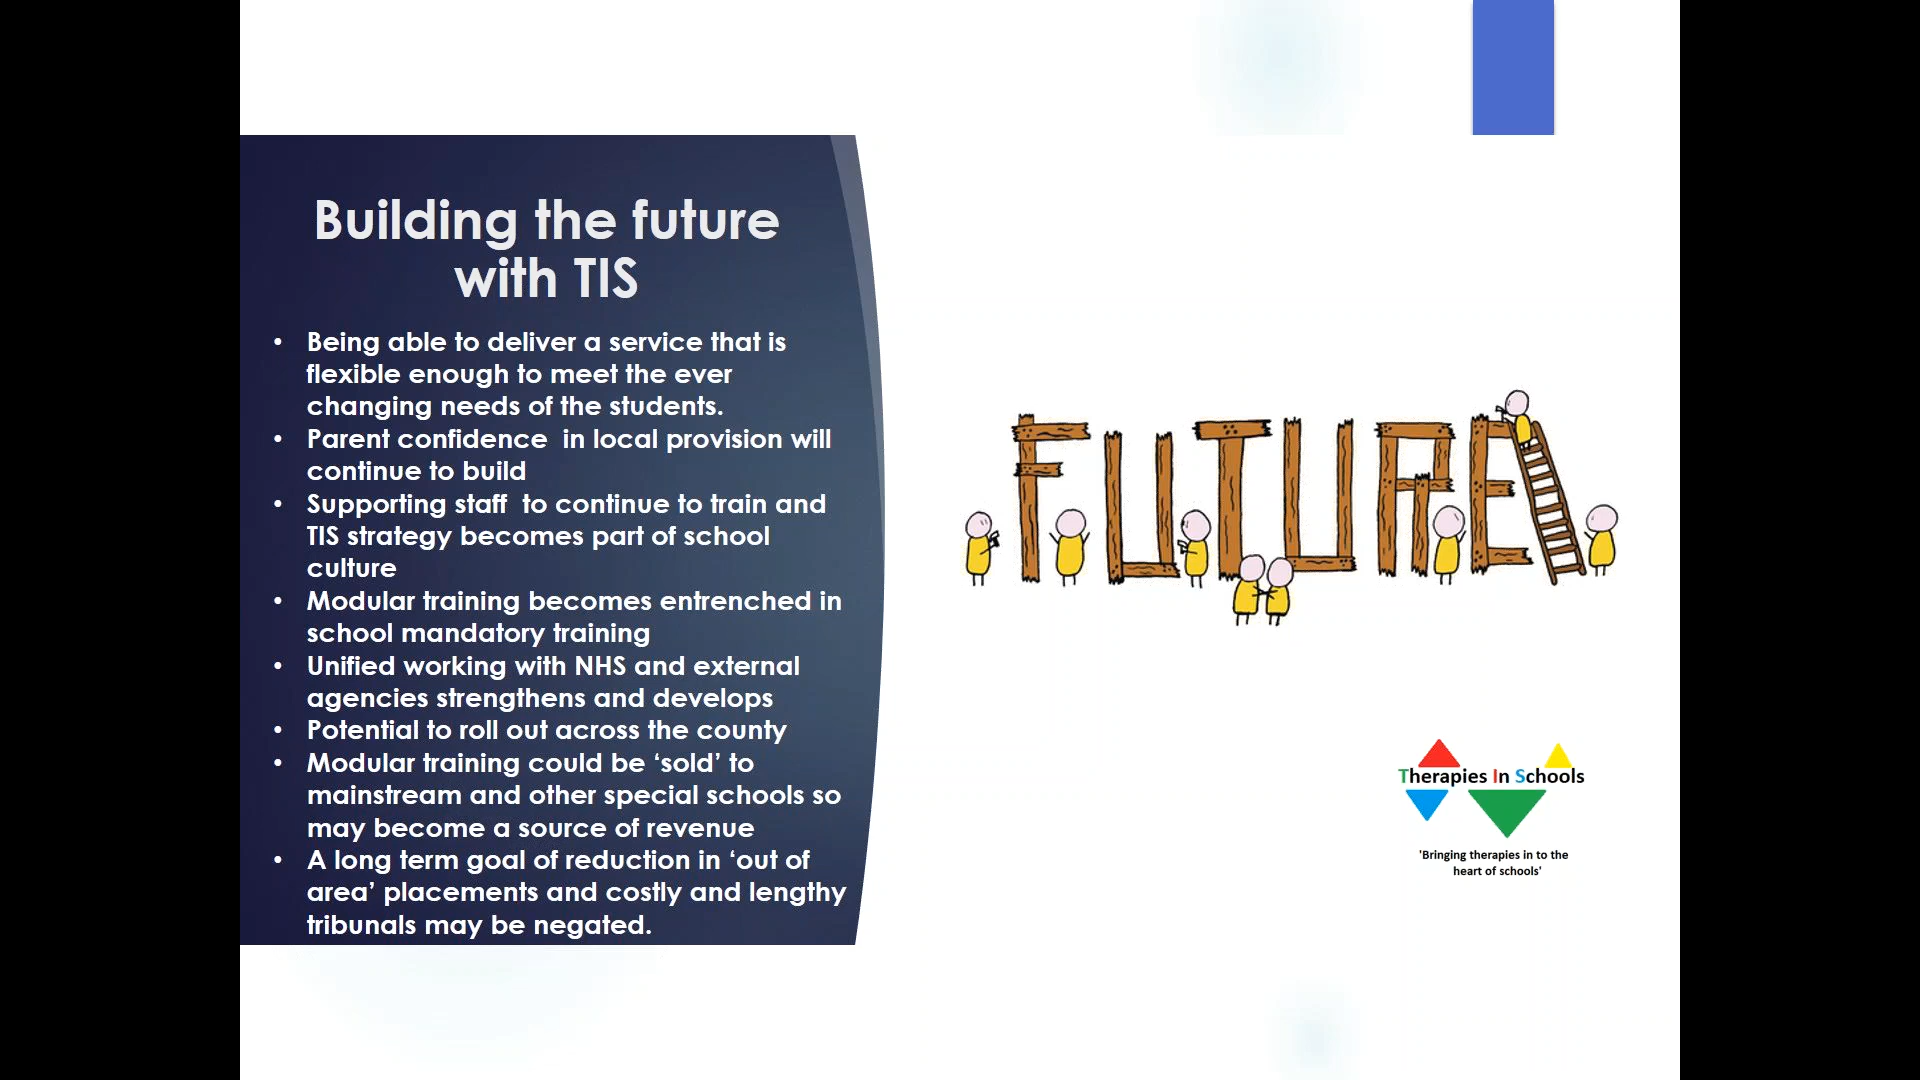 Building the future
with TIS
• Being able to deliver a service that is
flexible enough to meet the ever
changing needs of the students.
• Parent confidence  in local provision will
continue to build
• Supporting staff  to continue to train and
TIS strategy becomes part of school
culture
• Modular training becomes entrenched in
school mandatory training
• Unified working with NHS and external
agencies strengthens and develops
• Potential to roll out across the county
• Modular training could be ‘sold’ to
mainstream and other special schools so
may become a source of revenue
• A long term goal of reduction in ‘out of
area’ placements and costly and lengthy
tribunals may be negated.
FUTURE
Therapies In Schools
'Bringing therapies in to the
heart of schools'